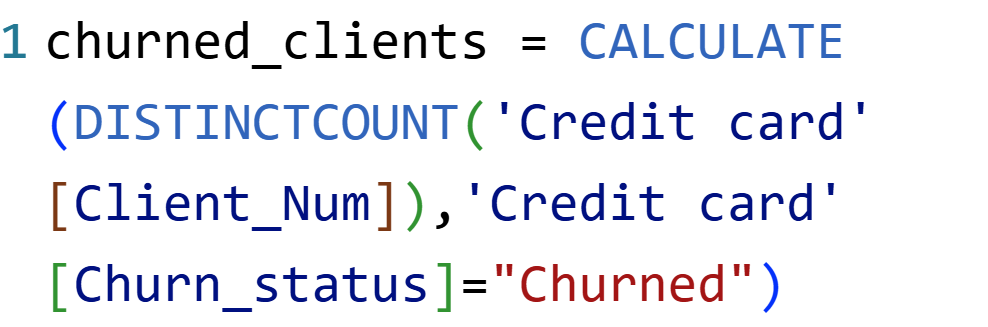 1 churned_clients = CALCULATE
(DISTINCTCOUNT('Credit card'
[Client_Num]),'Credit card'
[Churn_status]="Churned")